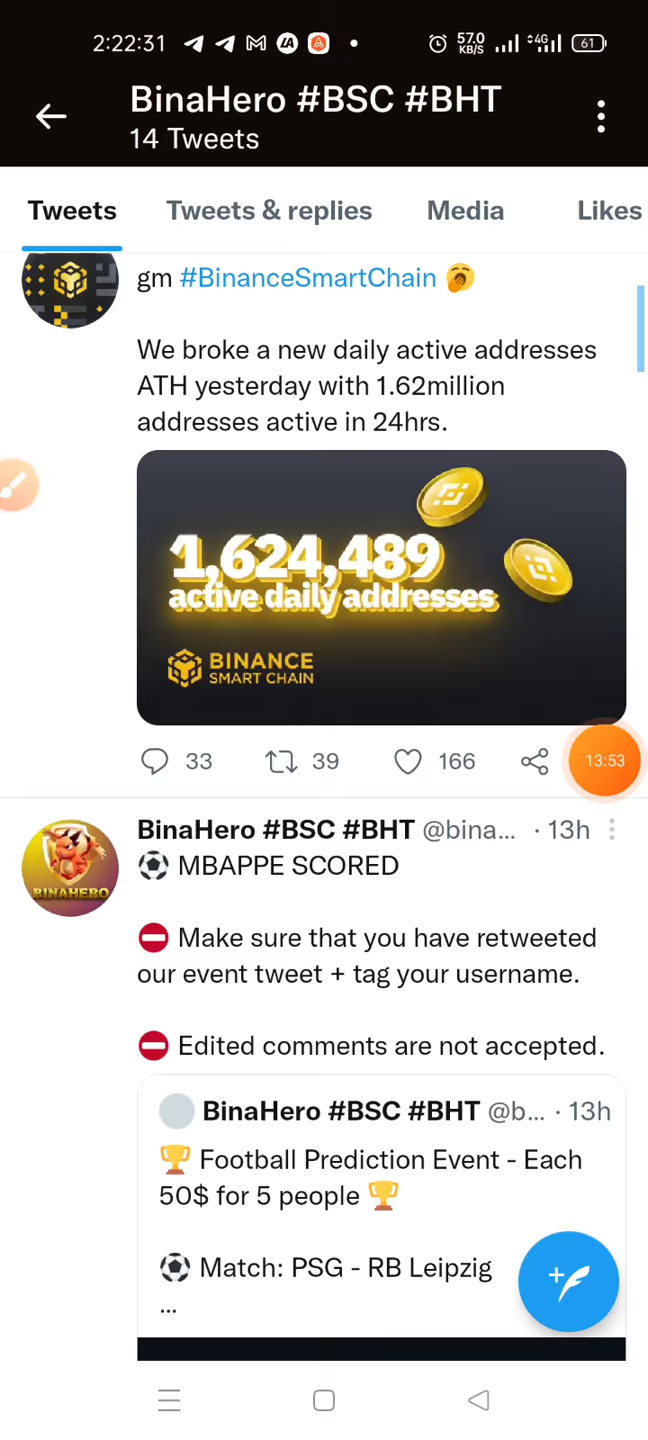 2:22:31 57.0 KB/S 4G 61
BinaHero #BSC #BHT
14 Tweets
Tweets Tweets & replies Media Likes
gm #BinanceSmartChain 🥱
We broke a new daily active addresses
ATH yesterday with 1.62million
addresses active in 24hrs.
1,624,489
active daily addresses
BINANCE
SMART CHAIN
33 39 166
13:53
BinaHero #BSC #BHT @bina... · 13h
⚽ MBAPPE SCORED
BINAHERO
⛔ Make sure that you have retweeted
our event tweet + tag your username.
⛔ Edited comments are not accepted.
BinaHero #BSC #BHT @b... · 13h
🏆 Football Prediction Event - Each
50$ for 5 people 🏆
⚽ Match: PSG - RB Leipzig
...